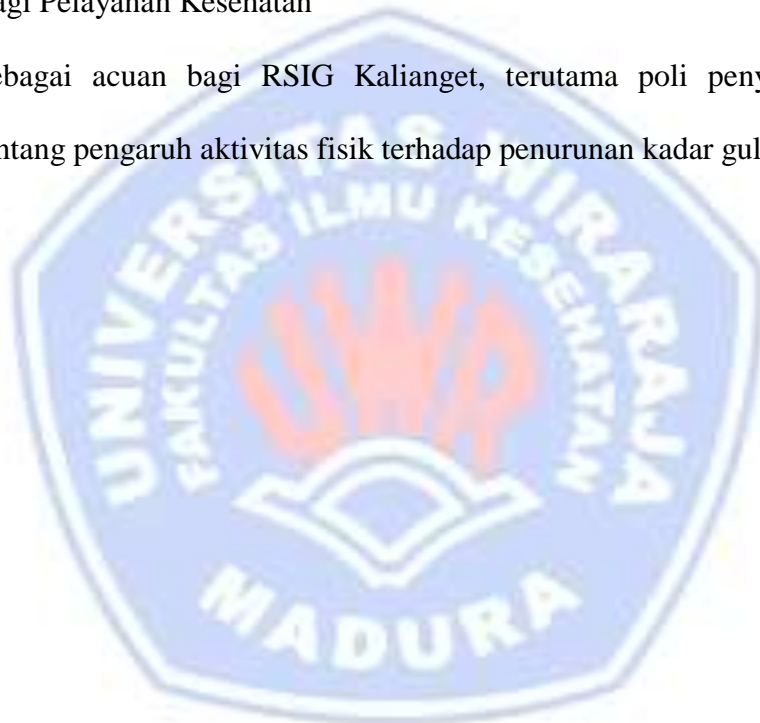 agi Pelayanan Kesehatan
ebagai acuan bagi RSIG Kalianget, terutama poli peny
ntang pengaruh aktivitas fisik terhadap penurunan kadar gul
UNIVERSITAS WIRARAJA
FAKULTAS ILMU KESEHATAN
UWR
MADURA